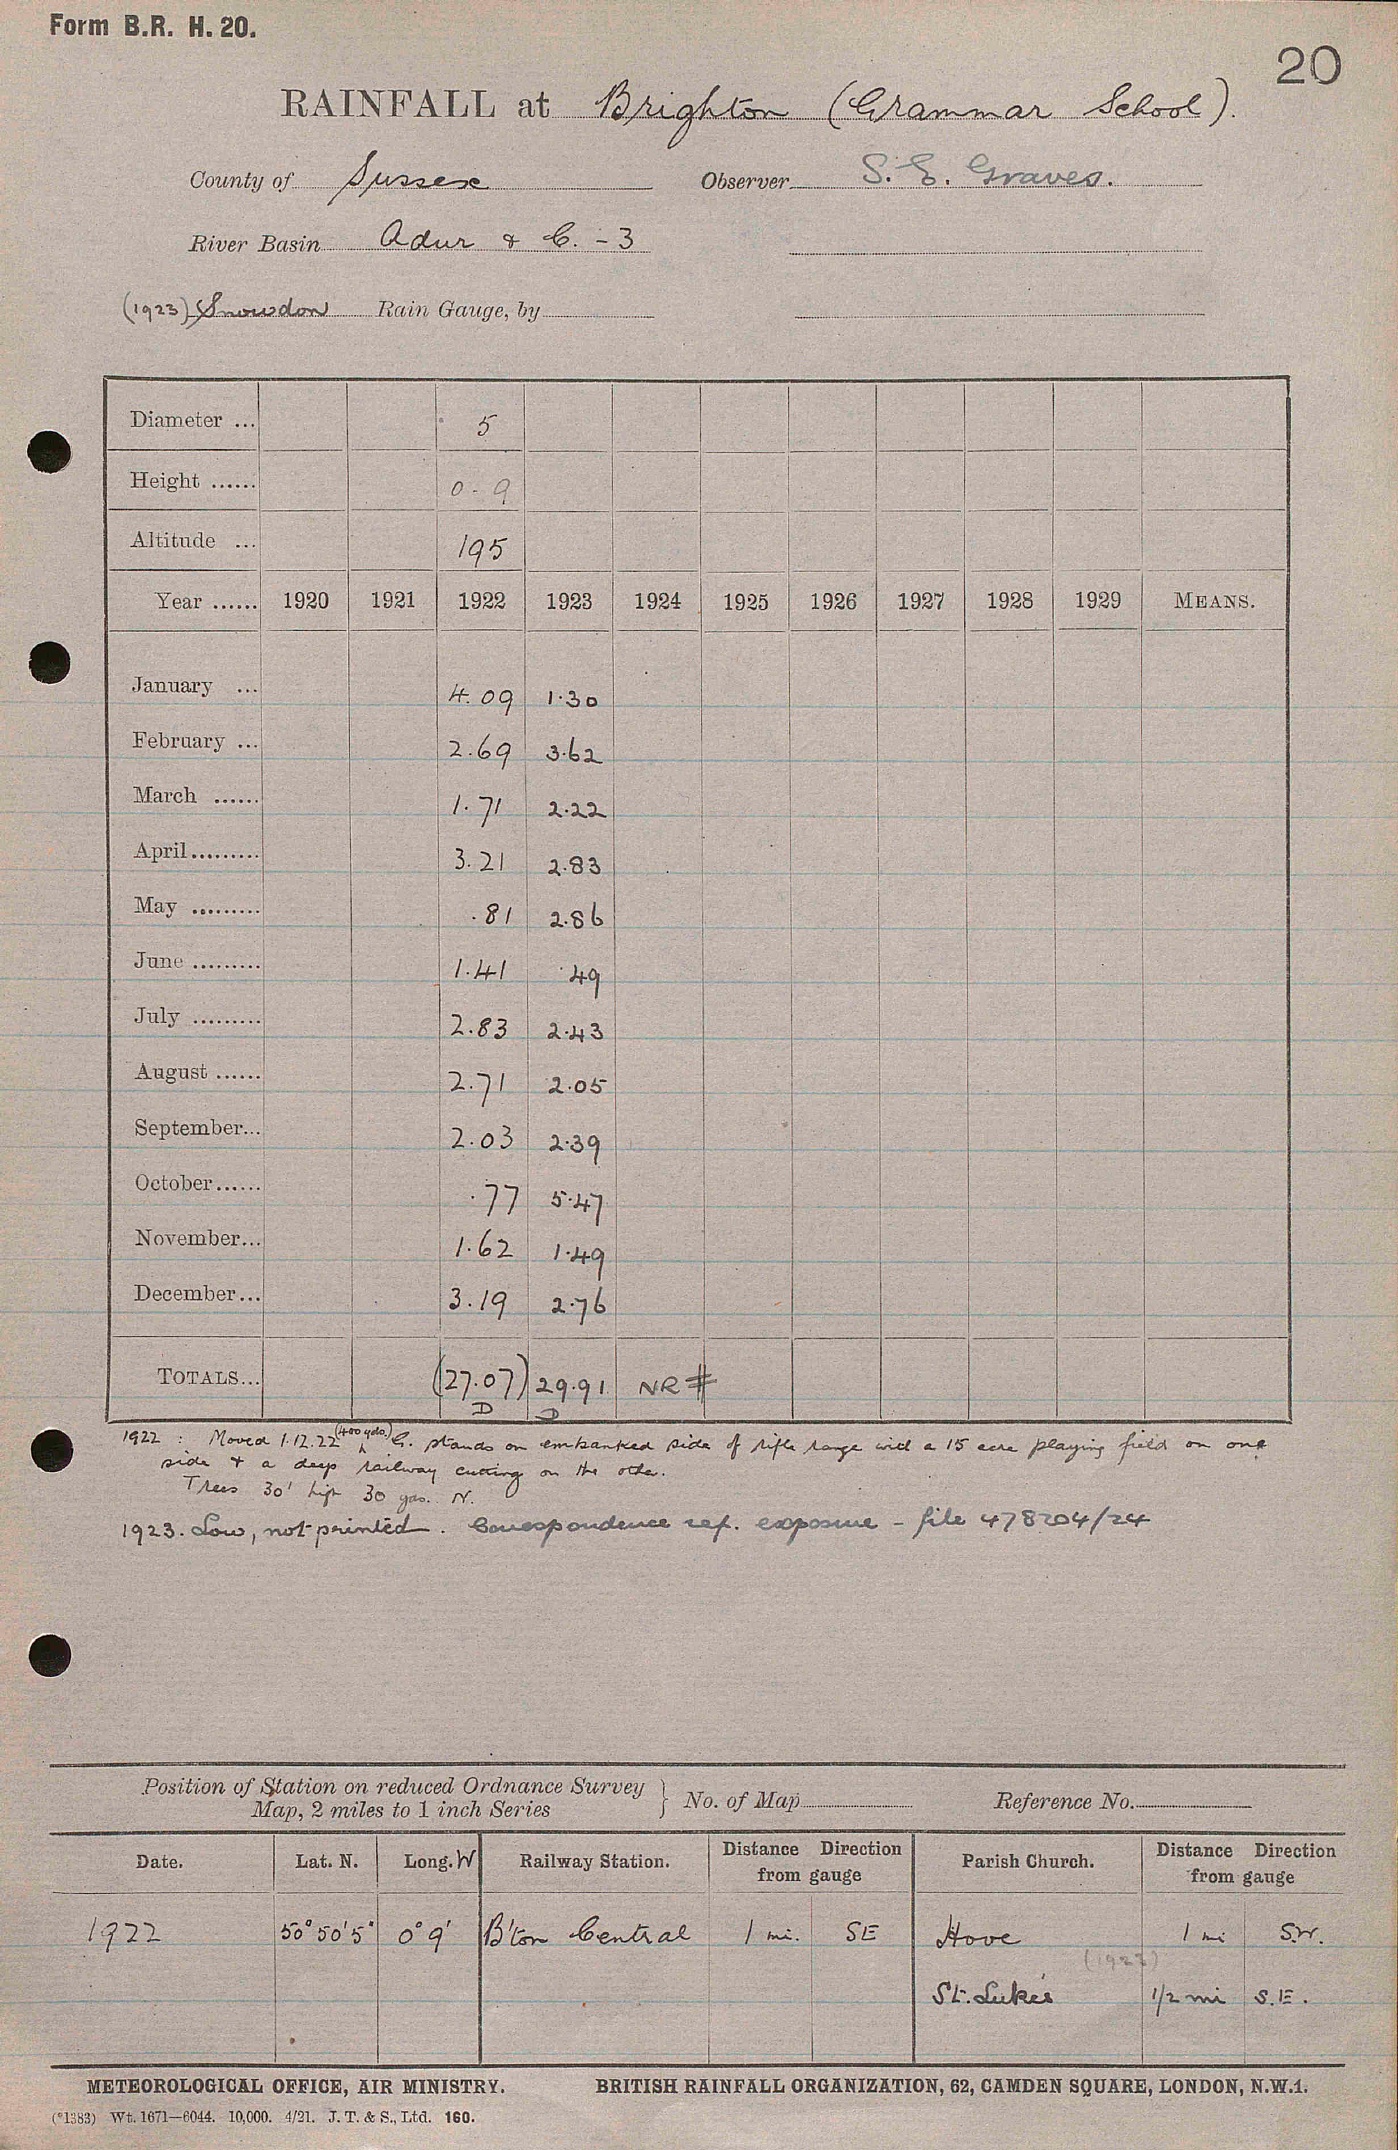 Form B.R. H. 20.
20
RAINFALL at Brighton (Grammar School).
County of Sussex Observer S. E. Graves.
River Basin Adur & C. - 3
(1923) Snowdon Rain Gauge, by
Diameter ... 5
Height ...... 0 - 9
Altitude ... 195
Year ...... 1920 1921 1922 1923 1924 1925 1926 1927 1928 1929 MEANS.
January ... 4.09 1.30
February ... 2.69 3.62
March ...... 1.71 2.22
April ......... 3.21 2.83
May ......... .81 2.86
June ......... 1.41 .49
July ......... 2.83 2.43
August ...... 2.71 2.05
September... 2.03 2.39
October...... .77 5.47
November... 1.62 1.49
December... 3.19 2.76
TOTALS... (27.07) 29.91 NR #
D D
1922 : Moved 1.12.22 (400 yds.) G. stands on embanked side of rifle range with a 15 acre playing field on one
side & a deep railway cutting on the other.
Trees 30' high 30 yds. N.
1923. Low, not printed. Correspondence ref. exposure - file 478204/24
Position of Station on reduced Ordnance Survey Map, 2 miles to 1 inch Series } No. of Map Reference No.
Date. Lat. N. Long. W Railway Station. Distance Direction from gauge Parish Church. Distance Direction from gauge
1922 50° 50' 5" 0° 9' B'ton Central 1 mi. SE Hove 1 mi S.W.
(1923)
St. Luke's 1/2 mi S.E.
METEOROLOGICAL OFFICE, AIR MINISTRY. BRITISH RAINFALL ORGANIZATION, 62, CAMDEN SQUARE, LONDON, N.W.1.
(*1383) Wt. 1671—6044. 10,000. 4/21. J. T. & S., Ltd. 160.